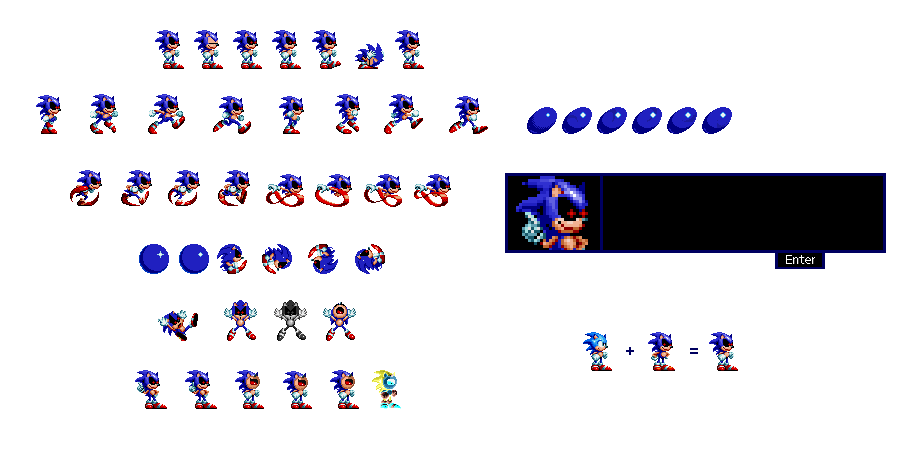 Enter
+ =